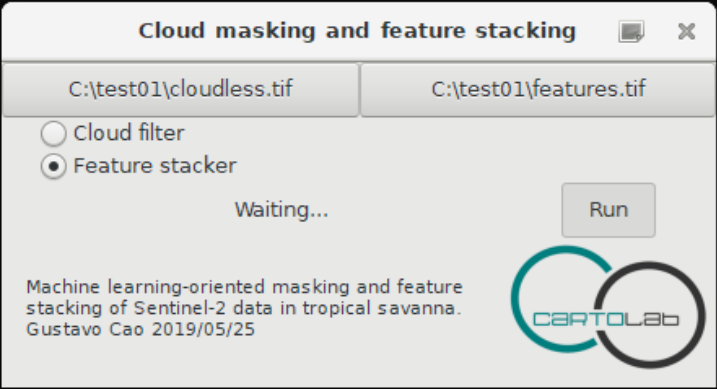 Cloud masking and feature stacking
C:\test01\cloudless.tif
C:\test01\features.tif
Cloud filter
Feature stacker
Waiting...
Run
Machine learning-oriented masking and feature
stacking of Sentinel-2 data in tropical savanna.
Gustavo Cao 2019/05/25
CARTOLab